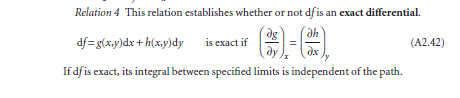 Relation 4 This relation establishes whether or not df is an exact differential.
df=g(x,y)dx+h(x,y)dy is exact if (∂g/∂y)ₓ = (∂h/∂x)ᵧ (A2.42)
If df is exact, its integral between specified limits is independent of the path.